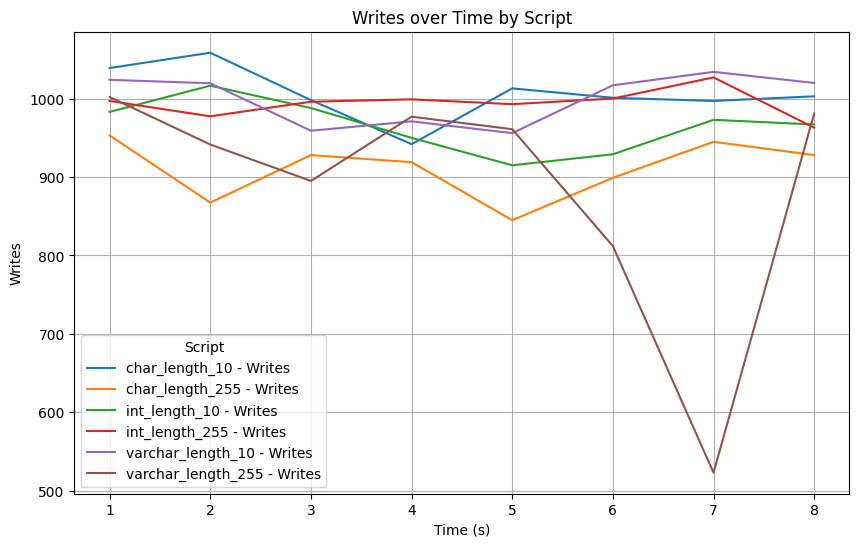 Writes over Time by Script
Writes
1000
900
800
700
600
500
Script
char_length_10 - Writes
char_length_255 - Writes
int_length_10 - Writes
int_length_255 - Writes
varchar_length_10 - Writes
varchar_length_255 - Writes
1 2 3 4 5 6 7 8
Time (s)